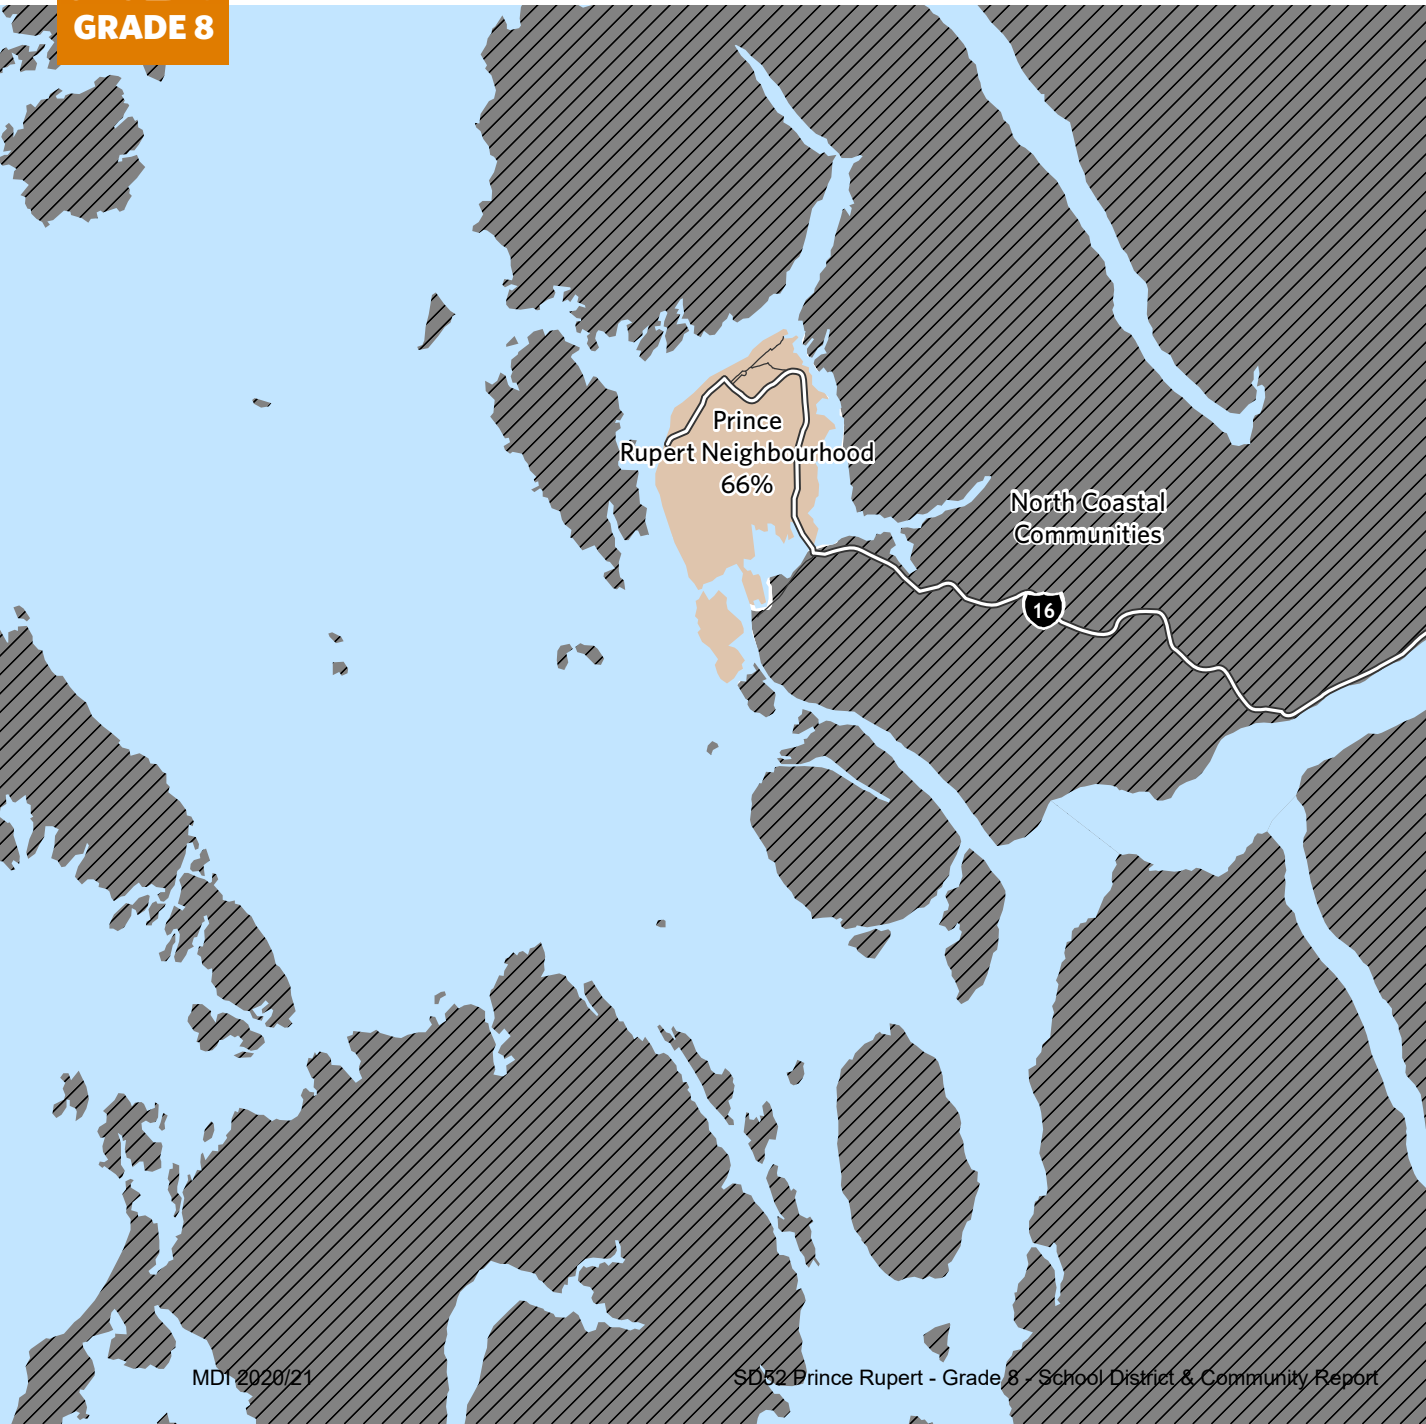 GRADE 8
Prince
Rupert Neighbourhood
66%
North Coastal
Communities
16
MDI 2020/21
SD52 Prince Rupert - Grade 8 - School District & Community Report